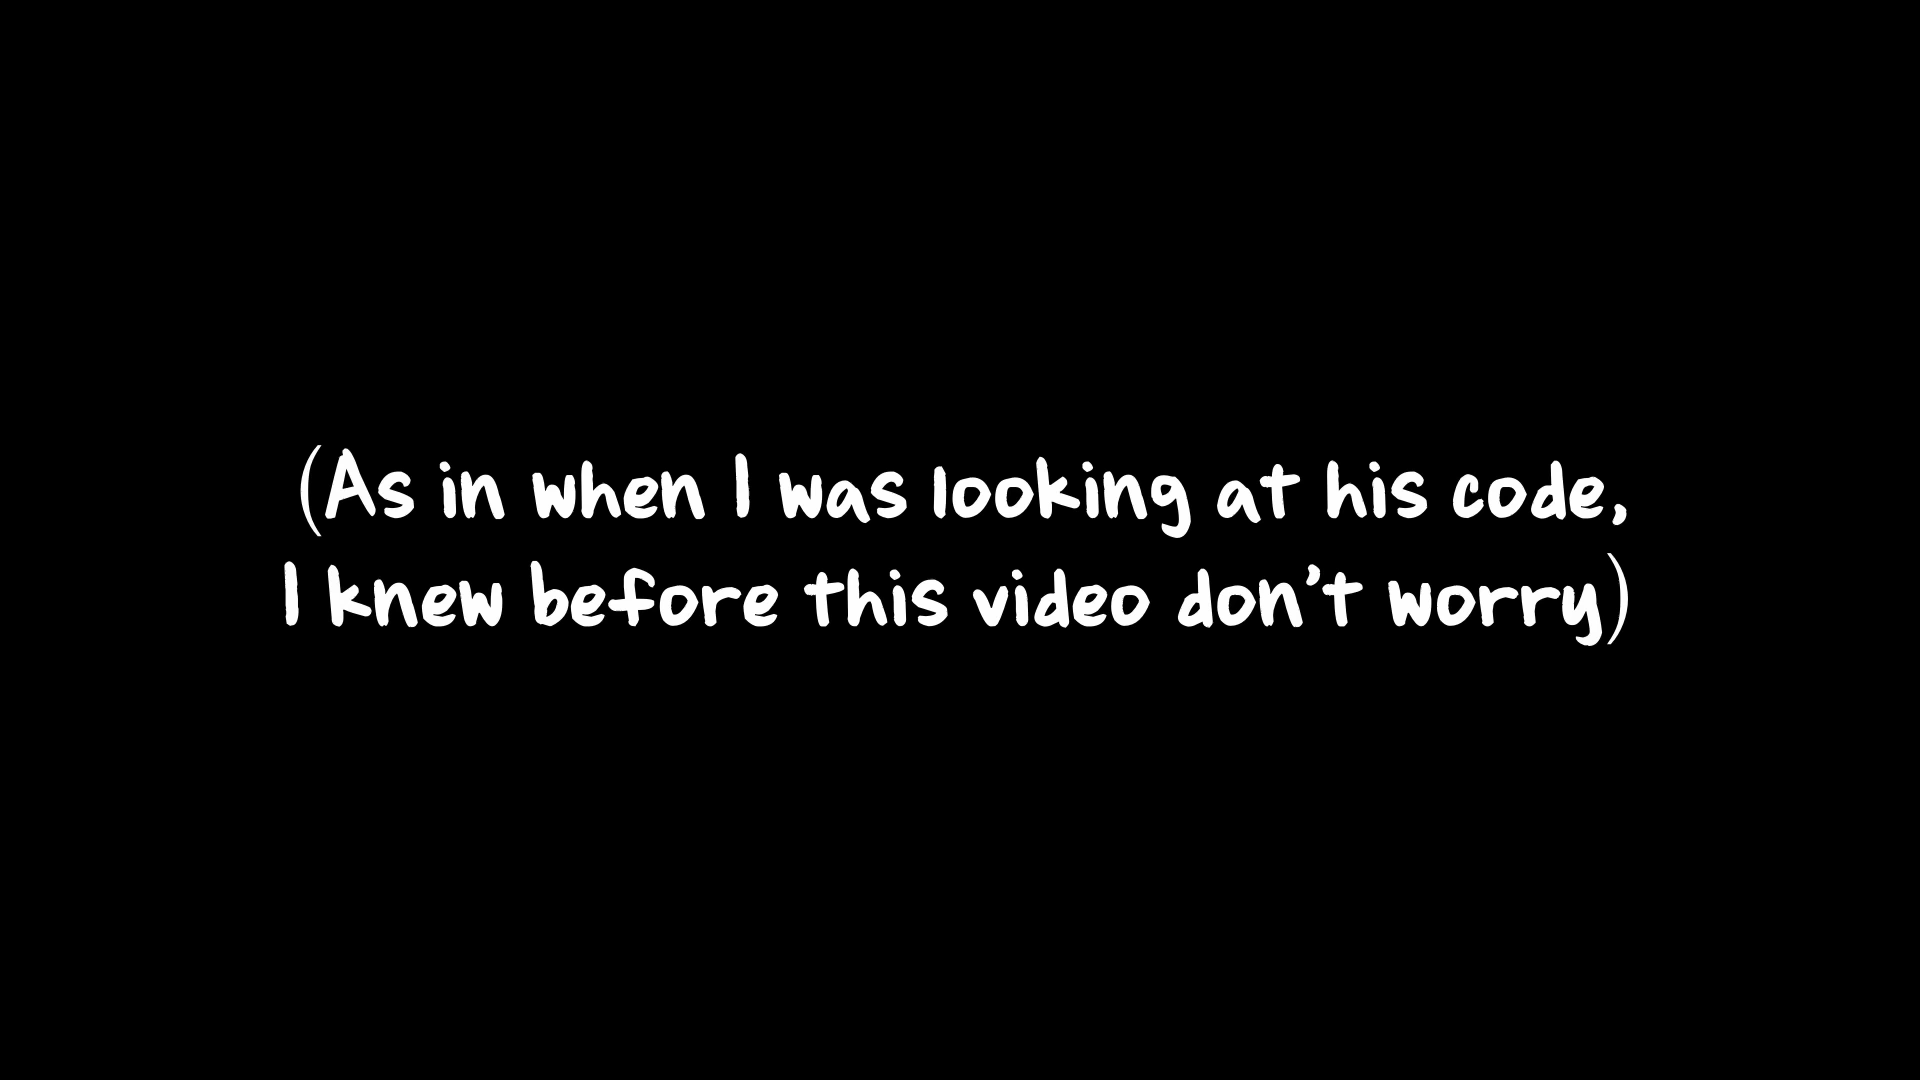 (As in when I was looking at his code,
I knew before this video don't worry)